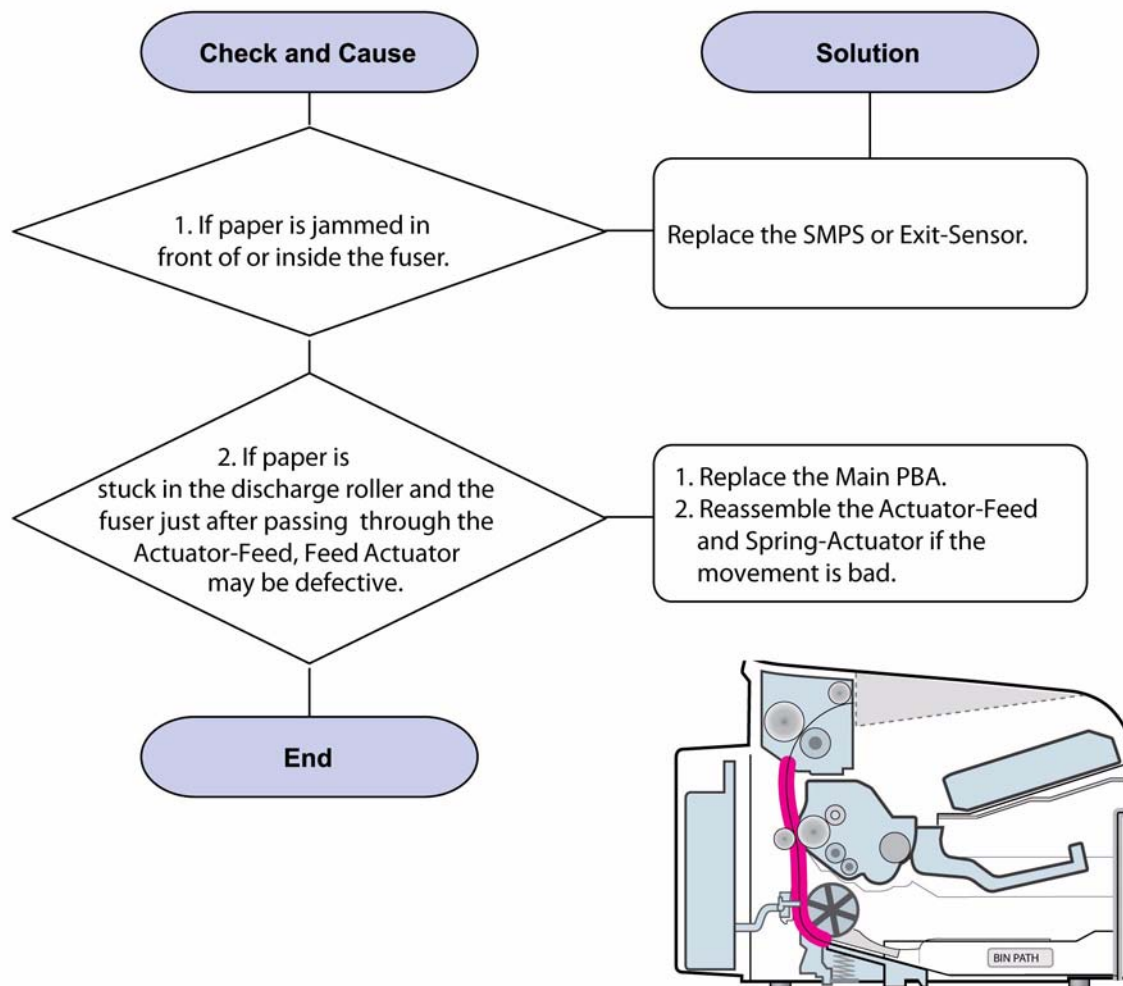 Check and Cause
Solution
1. If paper is jammed in
front of or inside the fuser.
Replace the SMPS or Exit-Sensor.
2. If paper is
stuck in the discharge roller and the
fuser just after passing through the
Actuator-Feed, Feed Actuator
may be defective.
1. Replace the Main PBA.
2. Reassemble the Actuator-Feed
and Spring-Actuator if the
movement is bad.
End
BIN PATH